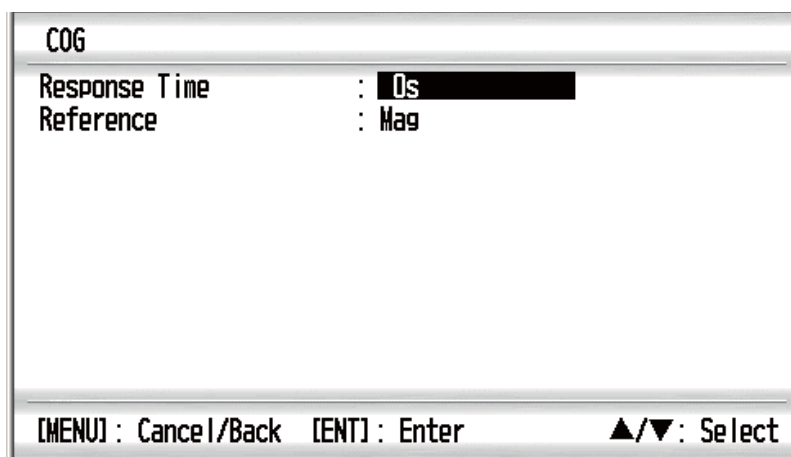 COG
Response Time : 0s
Reference : Mag
[MENU] : Cancel/Back [ENT] : Enter ▲/▼ : Select